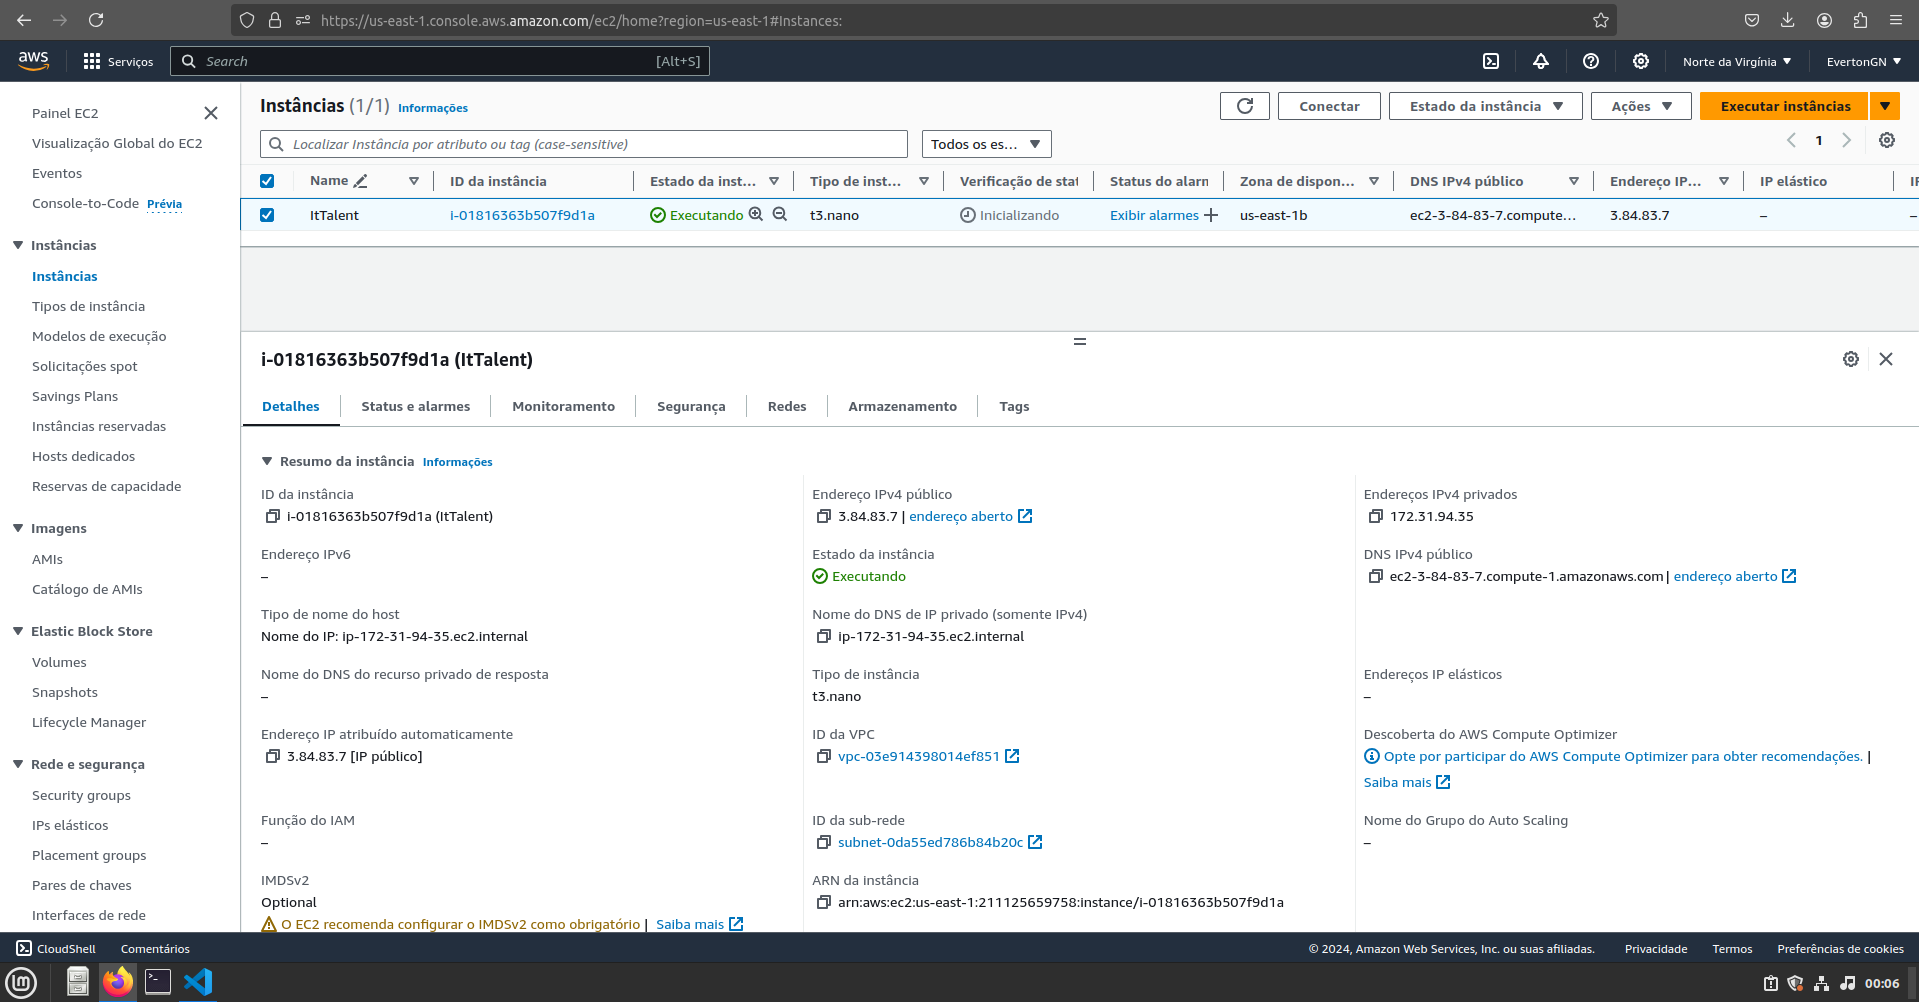 https://us-east-1.console.aws.amazon.com/ec2/home?region=us-east-1#Instances:
aws Serviços Search [Alt+S] Norte da Virgínia EvertonGN
Painel EC2
Visualização Global do EC2
Eventos
Console-to-Code Prévia
Instâncias
Instâncias
Tipos de instância
Modelos de execução
Solicitações spot
Savings Plans
Instâncias reservadas
Hosts dedicados
Reservas de capacidade
Imagens
AMIs
Catálogo de AMIs
Elastic Block Store
Volumes
Snapshots
Lifecycle Manager
Rede e segurança
Security groups
IPs elásticos
Placement groups
Pares de chaves
Interfaces de rede
Instâncias (1/1) Informações
Conectar Estado da instância Ações Executar instâncias
Localizar Instância por atributo ou tag (case-sensitive) Todos os es... 1
Name ID da instância Estado da inst... Tipo de inst... Verificação de stat Status do alarn Zona de dispon... DNS IPv4 público Endereço IP... IP elástico IP
ItTalent i-01816363b507f9d1a Executando t3.nano Inicializando Exibir alarmes us-east-1b ec2-3-84-83-7.compute... 3.84.83.7 – –
i-01816363b507f9d1a (ItTalent)
Detalhes Status e alarmes Monitoramento Segurança Redes Armazenamento Tags
Resumo da instância Informações
ID da instância
i-01816363b507f9d1a (ItTalent)
Endereço IPv4 público
3.84.83.7 | endereço aberto
Endereços IPv4 privados
172.31.94.35
Endereço IPv6
–
Estado da instância
Executando
DNS IPv4 público
ec2-3-84-83-7.compute-1.amazonaws.com | endereço aberto
Tipo de nome do host
Nome do IP: ip-172-31-94-35.ec2.internal
Nome do DNS de IP privado (somente IPv4)
ip-172-31-94-35.ec2.internal
Nome do DNS do recurso privado de resposta
–
Tipo de instância
t3.nano
Endereços IP elásticos
–
Endereço IP atribuído automaticamente
3.84.83.7 [IP público]
ID da VPC
vpc-03e914398014ef851
Descoberta do AWS Compute Optimizer
Opte por participar do AWS Compute Optimizer para obter recomendações. |
Saiba mais
Função do IAM
–
ID da sub-rede
subnet-0da55ed786b84b20c
Nome do Grupo do Auto Scaling
–
IMDSv2
Optional
O EC2 recomenda configurar o IMDSv2 como obrigatório | Saiba mais
ARN da instância
arn:aws:ec2:us-east-1:211125659758:instance/i-01816363b507f9d1a
CloudShell Comentários © 2024, Amazon Web Services, Inc. ou suas afiliadas. Privacidade Termos Preferências de cookies
00:06